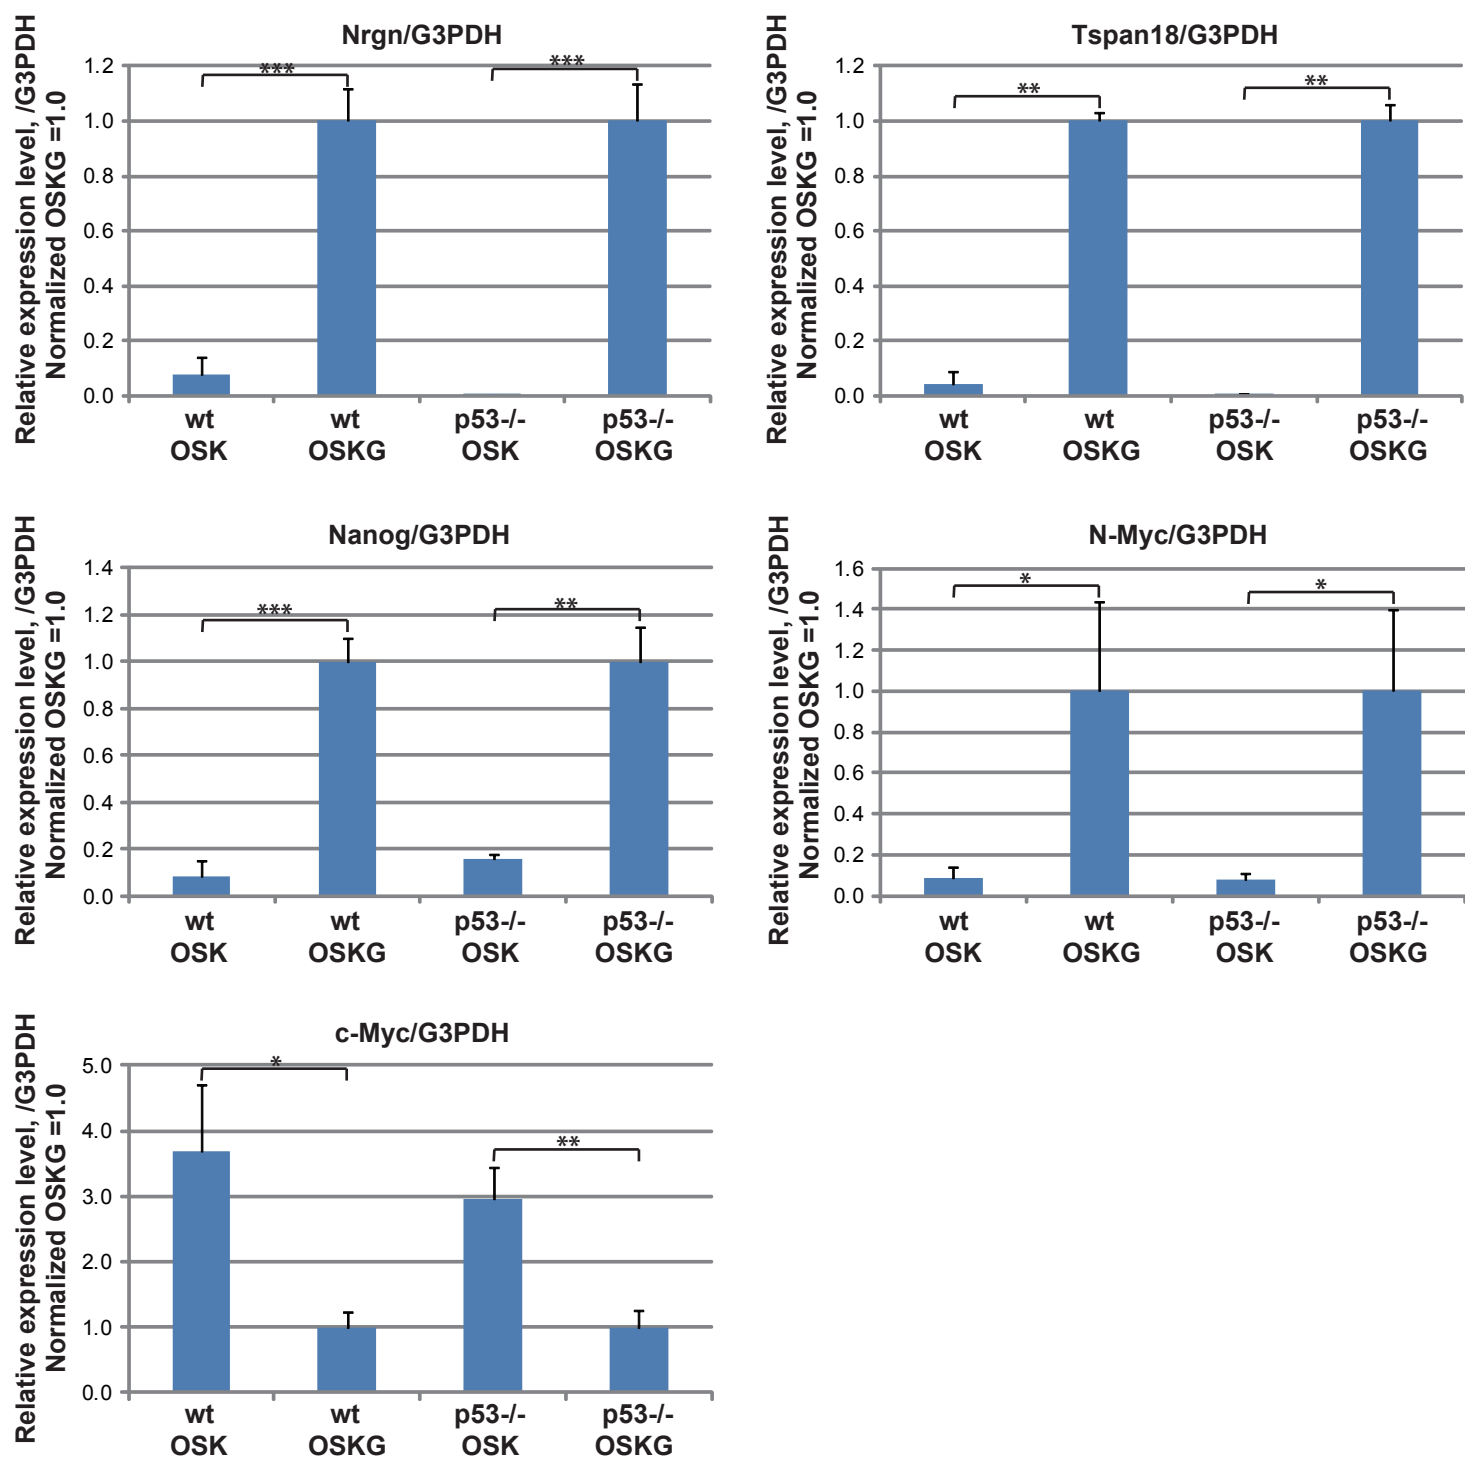 Nrgn/G3PDH
Relative expression level, /G3PDH
Normalized OSKG =1.0
1.2
1.0
0.8
0.6
0.4
0.2
0.0
***
***
wt
OSK
wt
OSKG
p53-/-
OSK
p53-/-
OSKG
Tspan18/G3PDH
Relative expression level, /G3PDH
Normalized OSKG =1.0
1.2
1.0
0.8
0.6
0.4
0.2
0.0
**
**
wt
OSK
wt
OSKG
p53-/-
OSK
p53-/-
OSKG
Nanog/G3PDH
Relative expression level, /G3PDH
Normalized OSKG =1.0
1.4
1.2
1.0
0.8
0.6
0.4
0.2
0.0
***
**
wt
OSK
wt
OSKG
p53-/-
OSK
p53-/-
OSKG
N-Myc/G3PDH
Relative expression level, /G3PDH
Normalized OSKG =1.0
1.6
1.4
1.2
1.0
0.8
0.6
0.4
0.2
0.0
*
*
wt
OSK
wt
OSKG
p53-/-
OSK
p53-/-
OSKG
c-Myc/G3PDH
Relative expression level, /G3PDH
Normalized OSKG =1.0
5.0
4.0
3.0
2.0
1.0
0.0
*
**
wt
OSK
wt
OSKG
p53-/-
OSK
p53-/-
OSKG